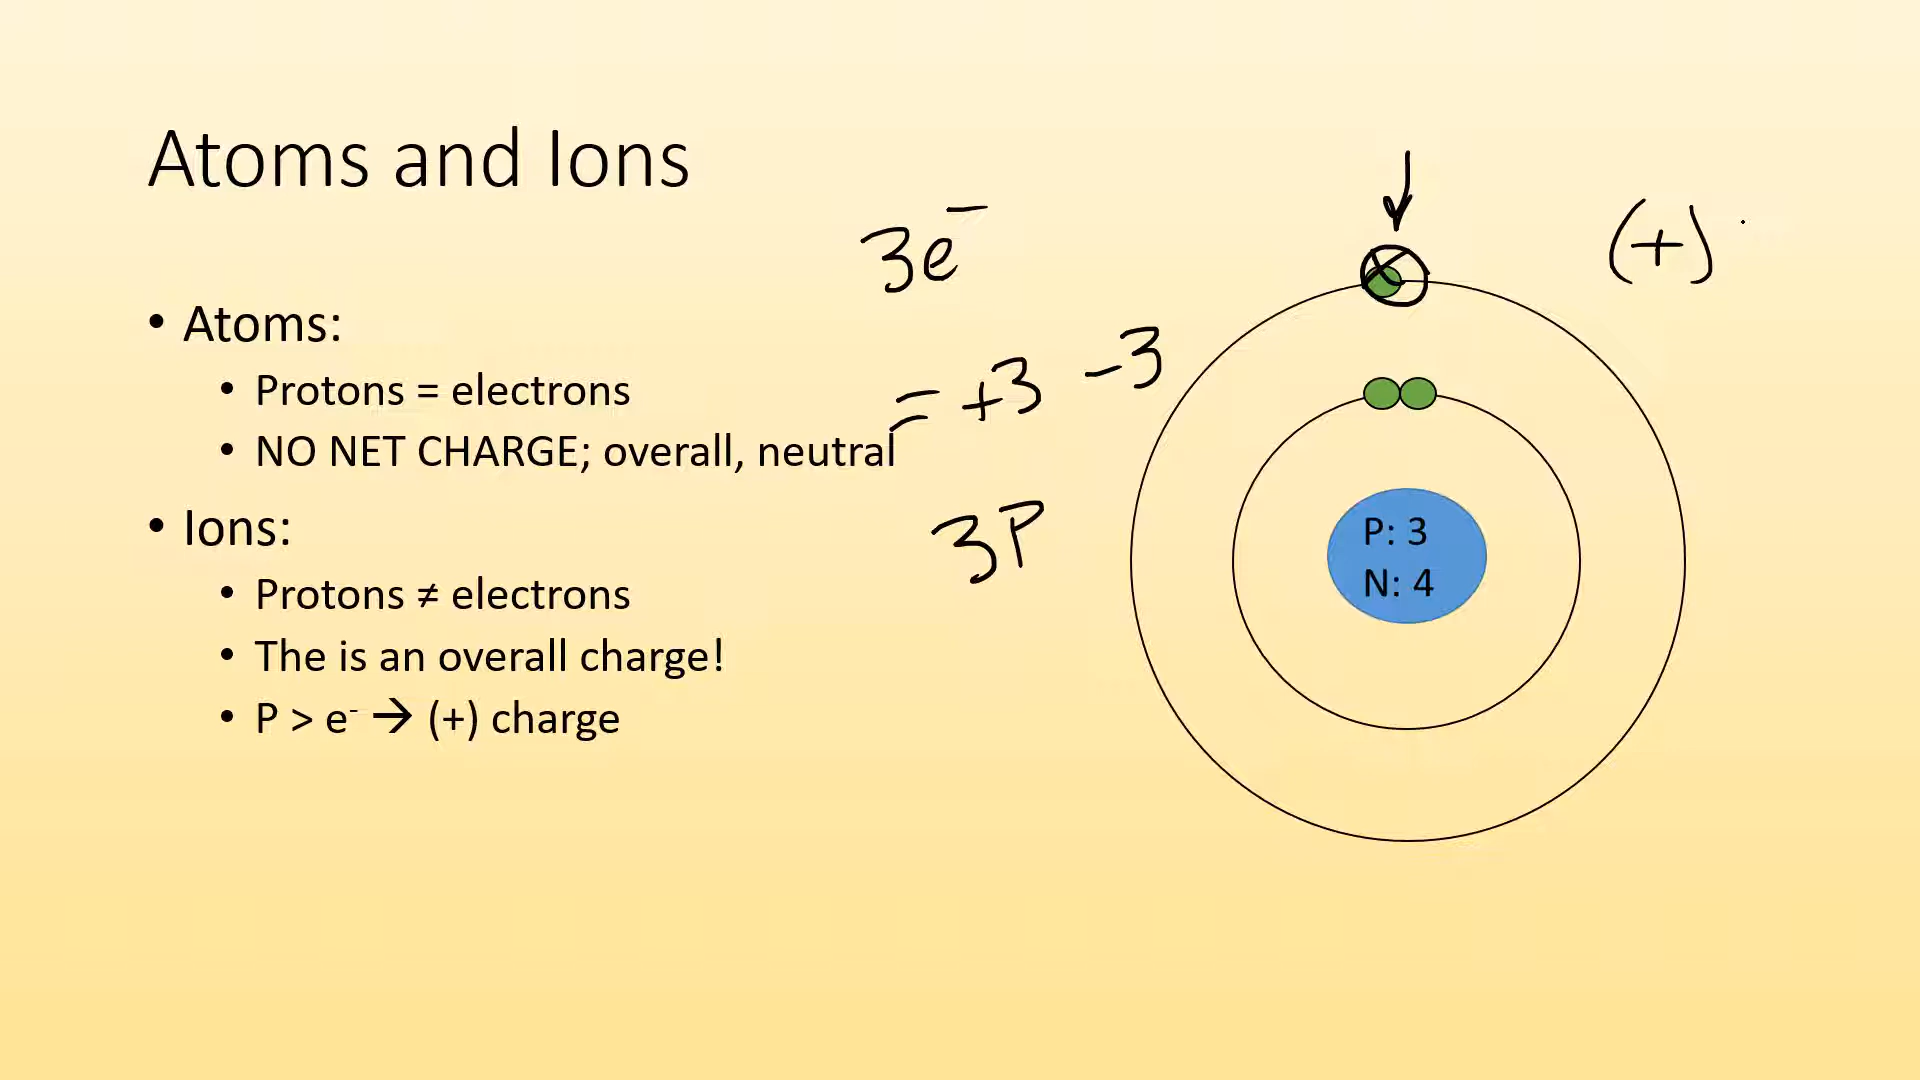 Atoms and Ions
• Atoms:
• Protons = electrons
• NO NET CHARGE; overall, neutral
• Ions:
• Protons ≠ electrons
• The is an overall charge!
• P > e⁻ → (+) charge
3e⁻
= +3 -3
3P
(+)
P: 3
N: 4